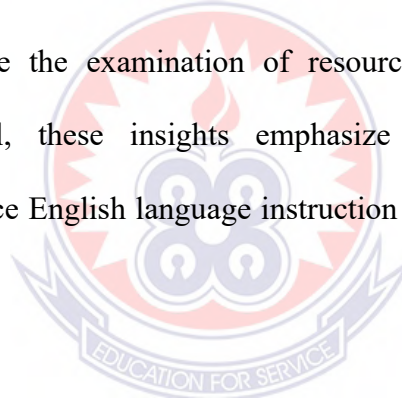 e the examination of resourc
l, these insights emphasize
ce English language instruction
EDUCATION FOR SERVICE